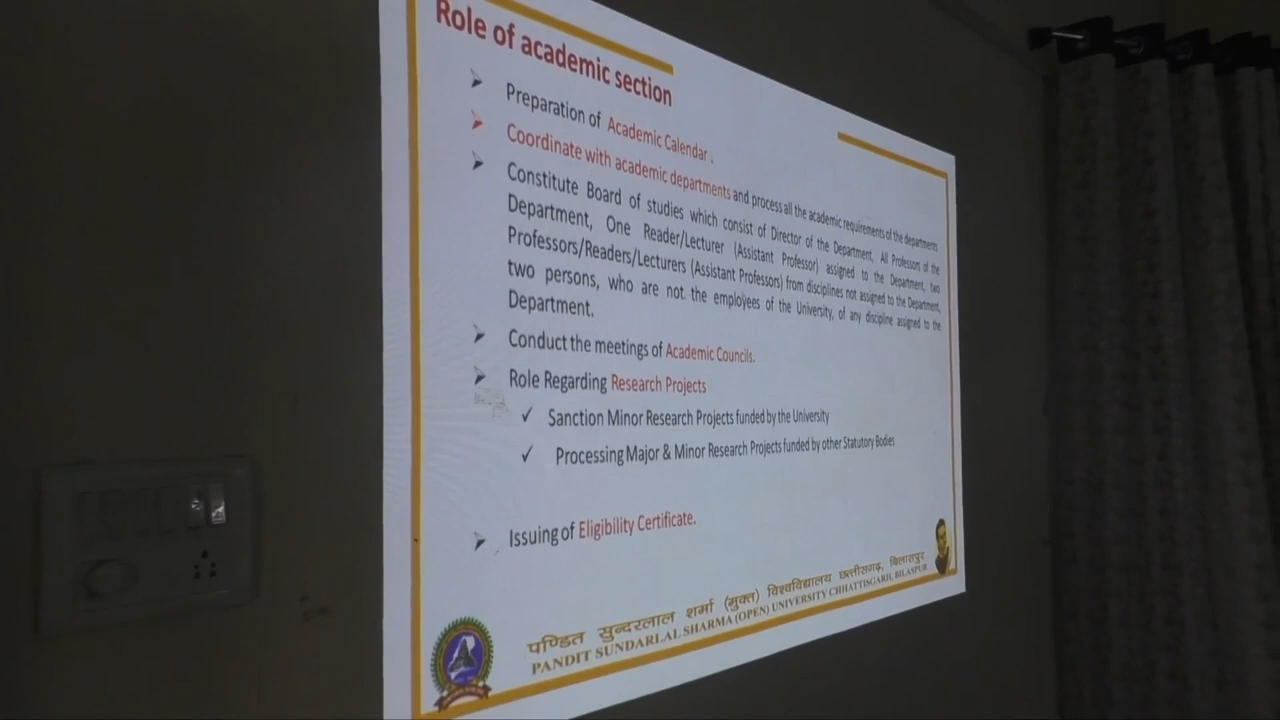 Role of academic section
Preparation of Academic Calendar .
Coordinate with academic departments and process all the academic requirements of the departments
Constitute Board of studies which consist of Director of the Department, All Professors of the
Department, One Reader/Lecturer (Assistant Professor) assigned to the Department, two
Professors/Readers/Lecturers (Assistant Professors) from disciplines not assigned to the Department,
two persons, who are not the employees of the University, of any discipline assigned to the
Department.
Conduct the meetings of Academic Councils.
Role Regarding Research Projects
✓ Sanction Minor Research Projects funded by the University
✓ Processing Major & Minor Research Projects funded by other Statutory Bodies
Issuing of Eligibility Certificate.
पण्डित सुन्दरलाल शर्मा (मुक्त) विश्वविद्यालय छत्तीसगढ़, बिलासपुर
PANDIT SUNDARLAL SHARMA (OPEN) UNIVERSITY CHHATTISGARH, BILASPUR